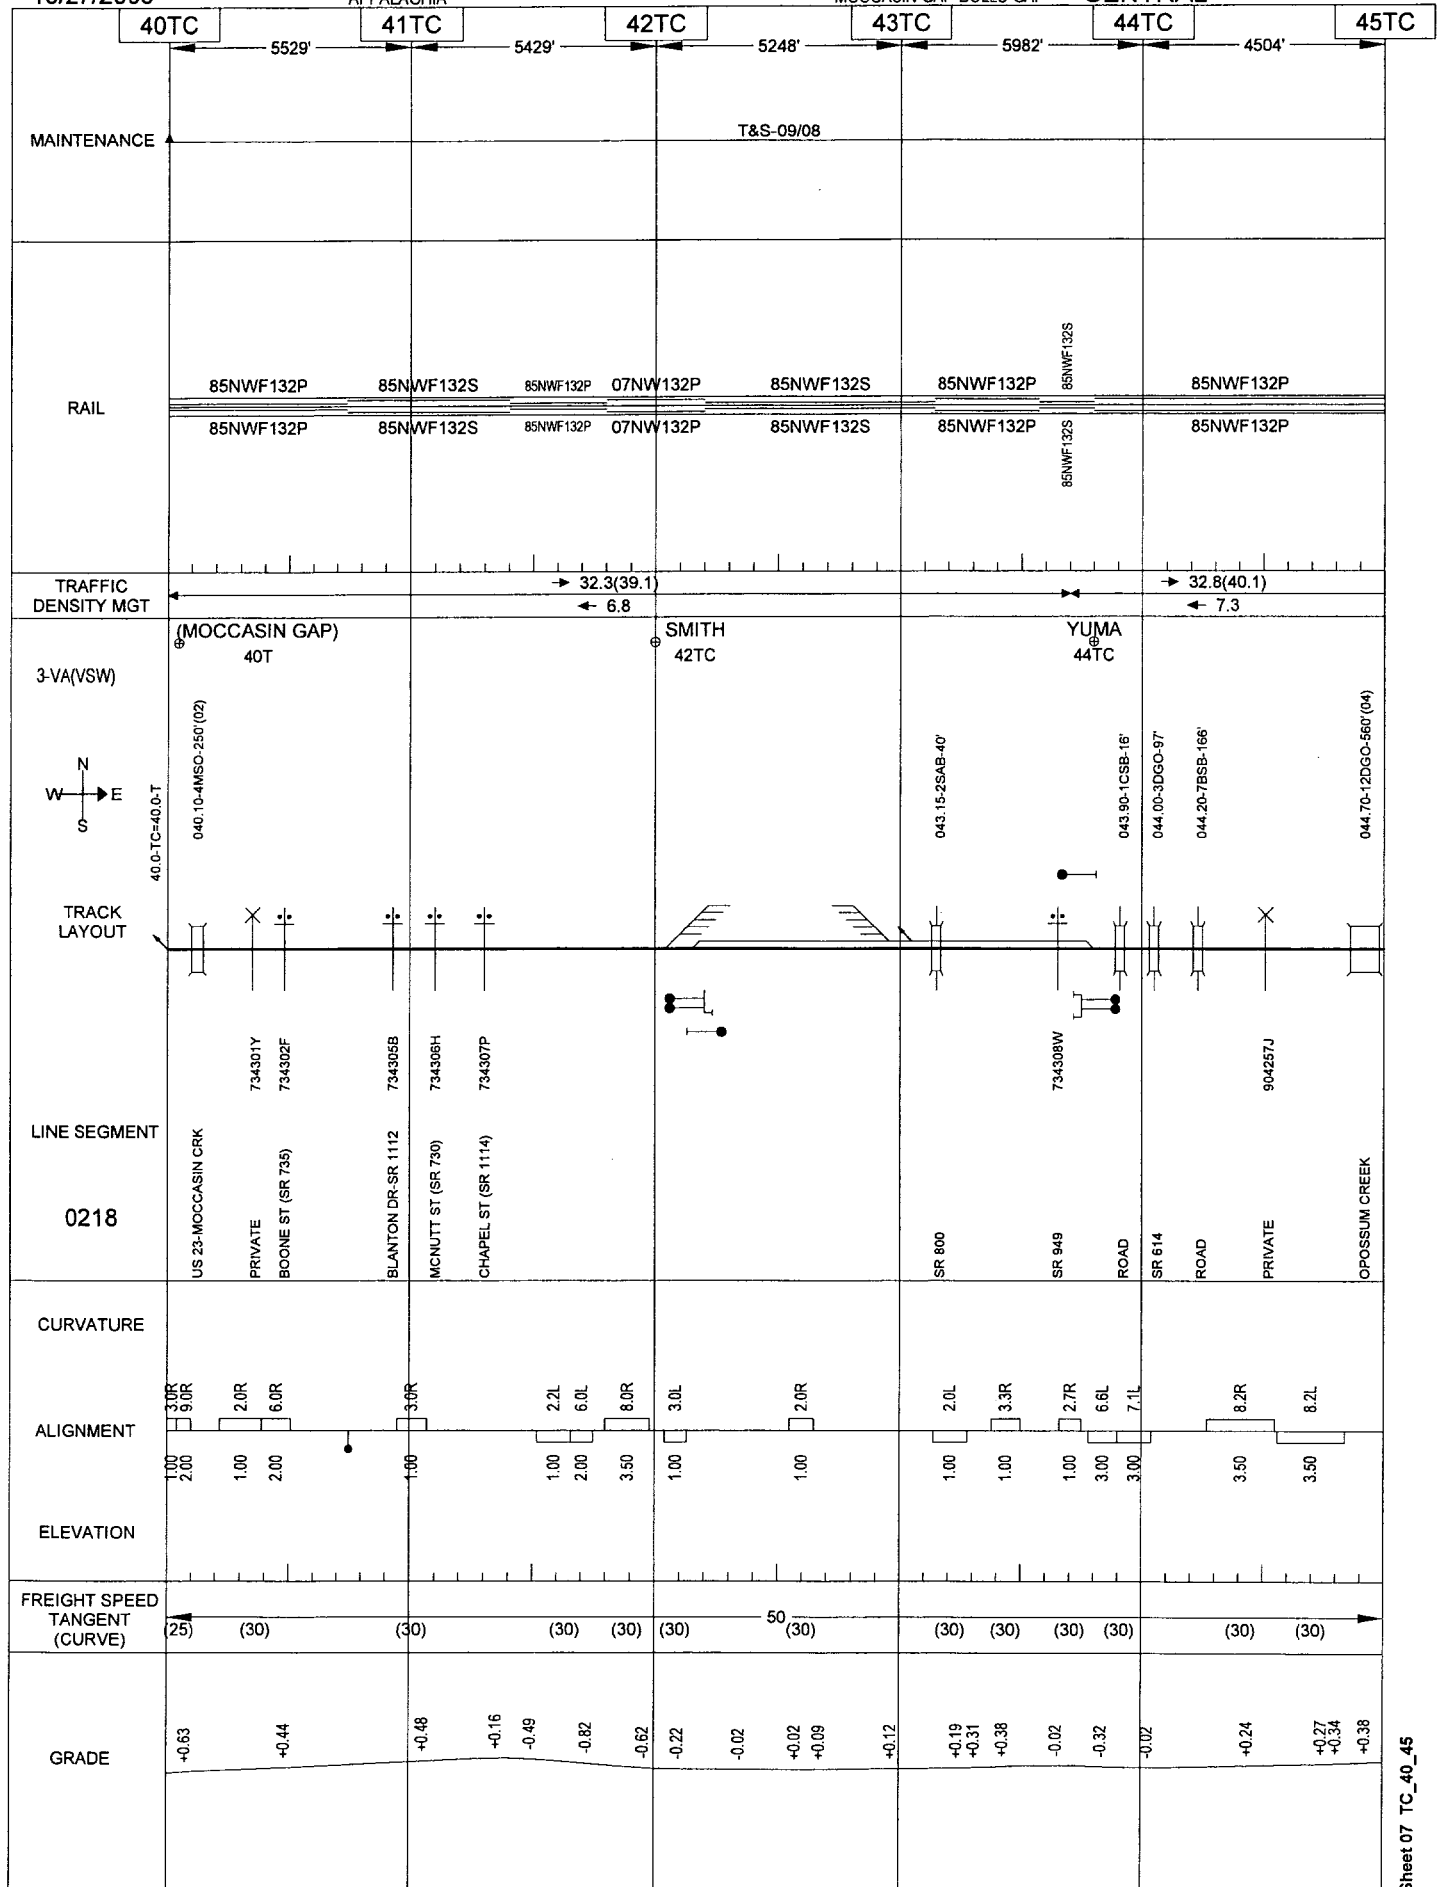 40TC 41TC 42TC 43TC 44TC 45TC
5529' 5429' 5248' 5982' 4504'
MAINTENANCE
T&S-09/08
RAIL
85NWF132P 85NWF132S 85NWF132P 07NW132P 85NWF132S 85NWF132P 85NWF132S 85NWF132P
85NWF132P 85NWF132S 85NWF132P 07NW132P 85NWF132S 85NWF132P 85NWF132S 85NWF132P
TRAFFIC
DENSITY MGT
32.3(39.1)
6.8
32.8(40.1)
7.3
(MOCCASIN GAP)
40T
SMITH
42TC
YUMA
44TC
3-VA(VSW)
N
W E
S
40.0-TC=40.0-T
040.10-4MSO-250'(02)
043.15-2SAB-40'
043.90-1CSB-16'
044.00-3DGO-97'
044.20-7BSB-166'
044.70-12DGO-560'(04)
TRACK
LAYOUT
734301Y
734302F
734305B
734306H
734307P
734308W
904257J
LINE SEGMENT
0218
US 23-MOCCASIN CRK
PRIVATE
BOONE ST (SR 735)
BLANTON DR-SR 1112
MCNUTT ST (SR 730)
CHAPEL ST (SR 1114)
SR 800
SR 949
ROAD
SR 614
ROAD
PRIVATE
OPOSSUM CREEK
CURVATURE
3.0R 9.0R 2.0R 6.0R 3.0R 2.2L 6.0L 8.0R 3.0L 2.0R 2.0L 3.3R 2.7R 6.6L 7.1L 8.2R 8.2L
ALIGNMENT
1.00 2.00 1.00 2.00 1.00 1.00 2.00 3.50 1.00 1.00 1.00 1.00 1.00 3.00 3.00 3.50 3.50
ELEVATION
FREIGHT SPEED
TANGENT
(CURVE)
50
(25) (30) (30) (30) (30) (30) (30) (30) (30) (30) (30) (30) (30)
GRADE
+0.63 +0.44 +0.48 +0.16 -0.49 -0.82 -0.62 -0.22 -0.02 +0.02 +0.09 +0.12 +0.19 +0.31 +0.38 -0.02 -0.32 -0.02 +0.24 +0.27 +0.34 +0.38
Sheet 07 TC_40_45